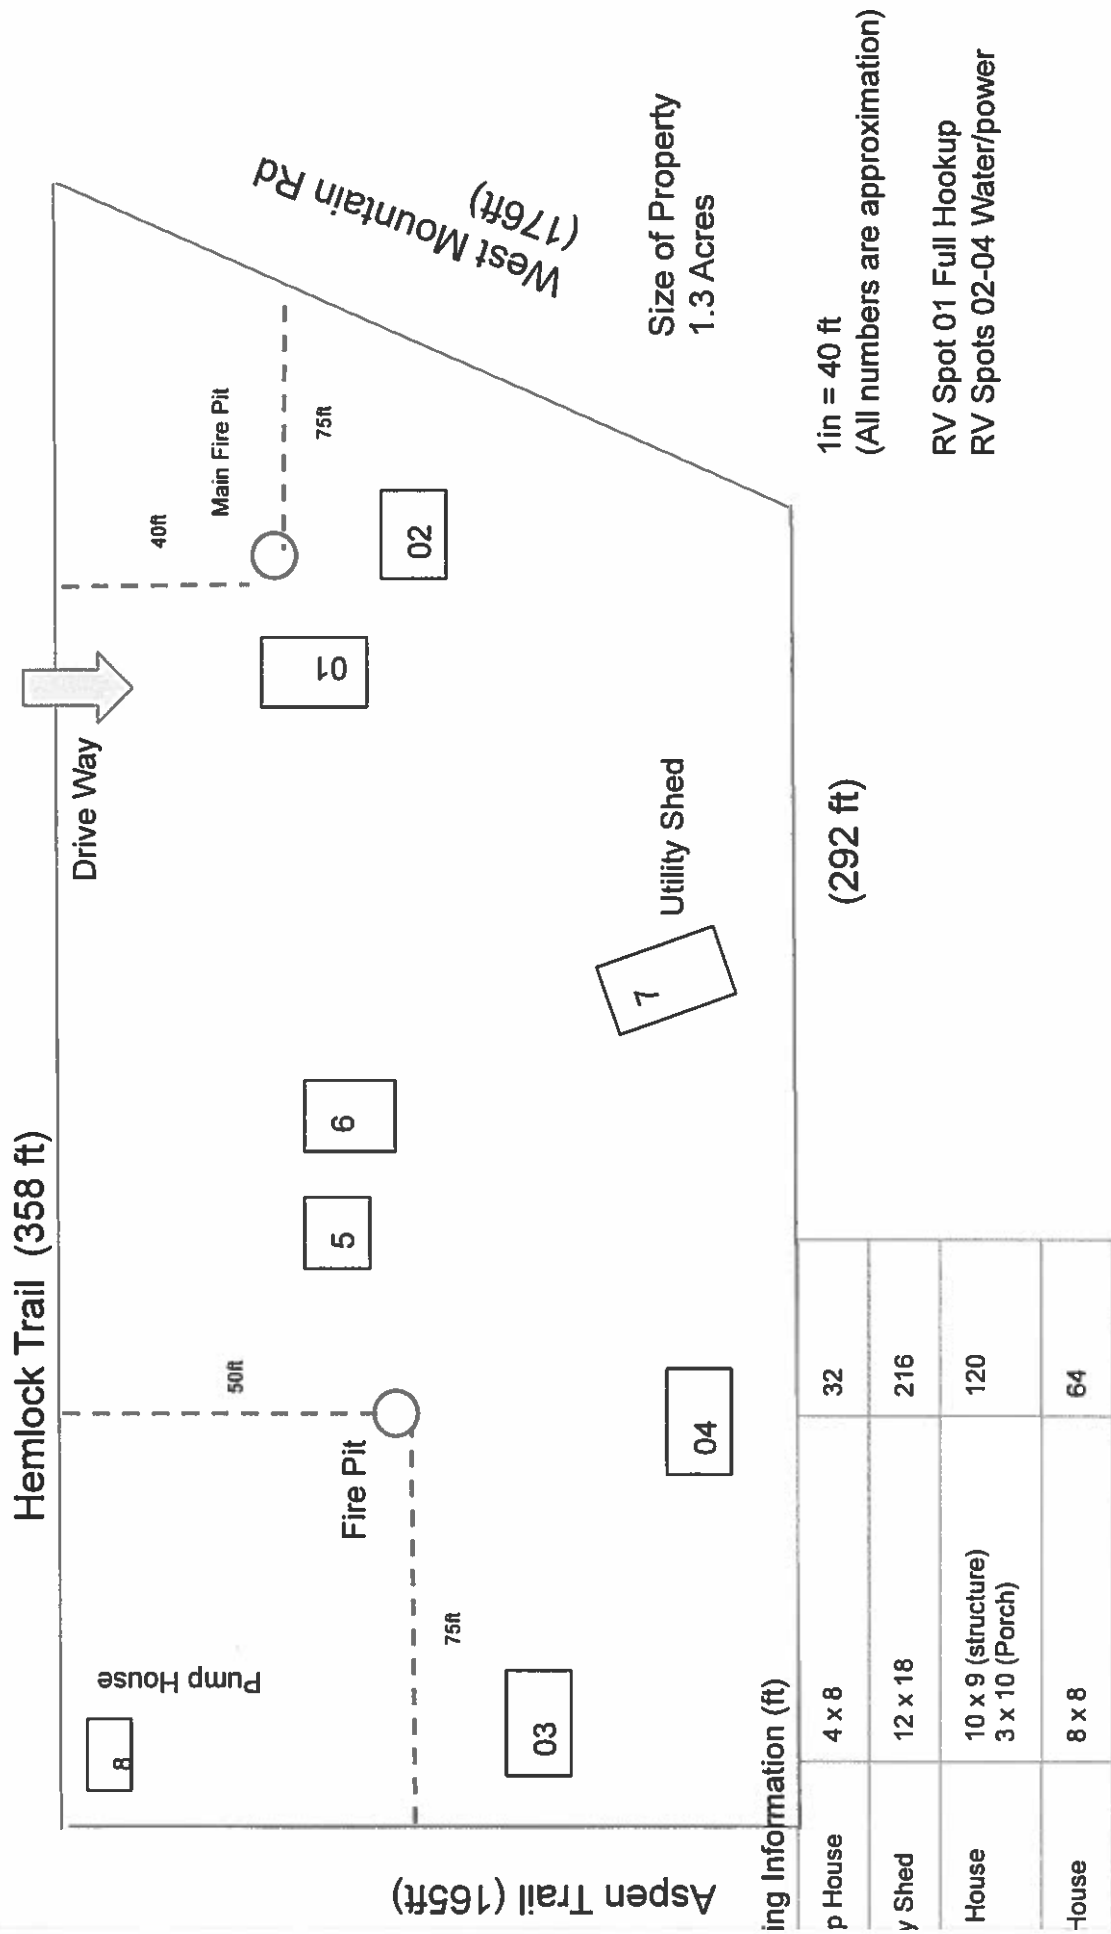 Hemlock Trail (358 ft)
Drive Way
40ft
Main Fire Pit
75ft
West Mountain Rd
(176ft)
01
02
50ft
Fire Pit
75ft
Pump House
8
5
6
7
Utility Shed
03
04
Aspen Trail (165ft)
(292 ft)
Size of Property
1.3 Acres
1in = 40 ft
(All numbers are approximation)
RV Spot 01 Full Hookup
RV Spots 02-04 Water/power
ing Information (ft)
p House 4 x 8 32
y Shed 12 x 18 216
House 10 x 9 (structure) 120
3 x 10 (Porch)
House 8 x 8 64